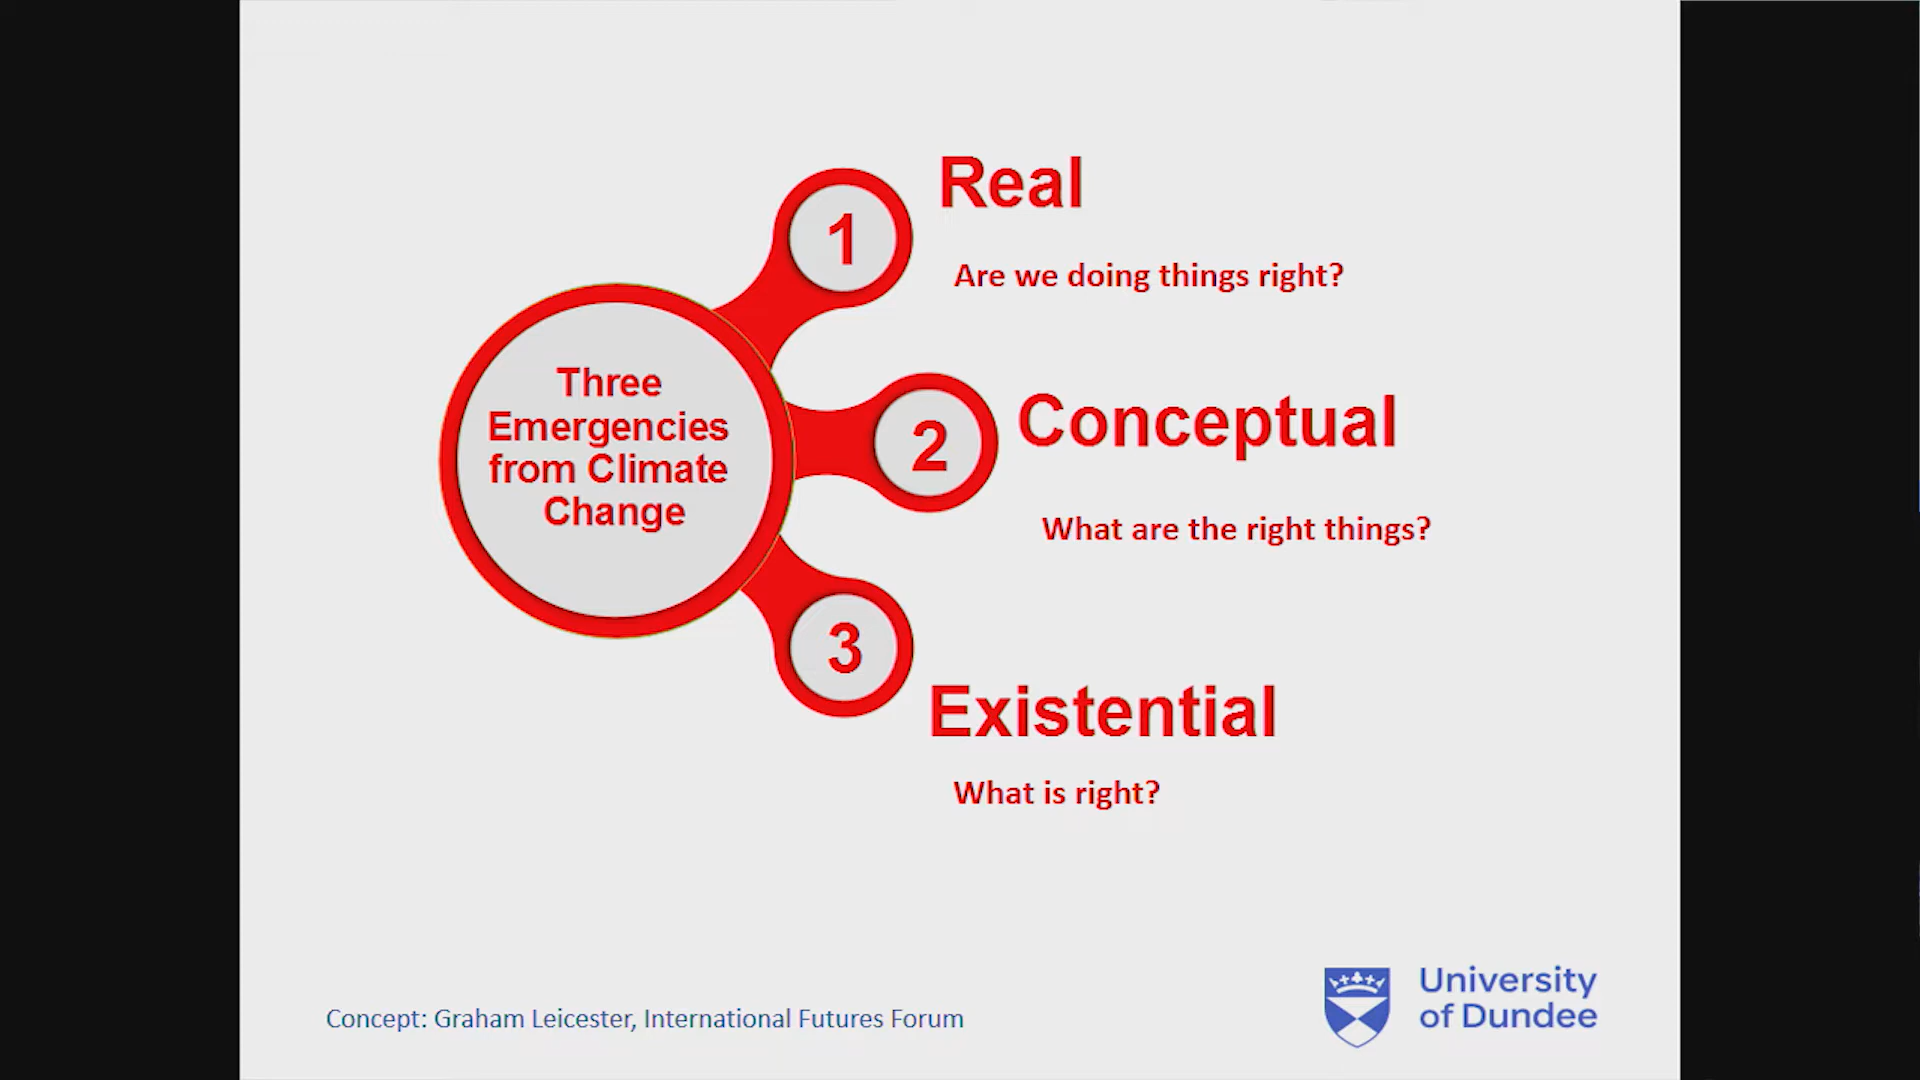 Three
Emergencies
from Climate
Change
1
Real
Are we doing things right?
2
Conceptual
What are the right things?
3
Existential
What is right?
Concept: Graham Leicester, International Futures Forum
University
of Dundee